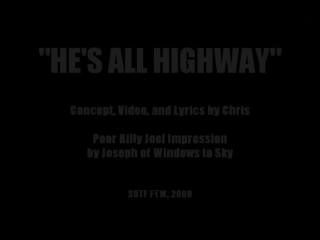 "HE'S ALL HIGHWAY"
Concept, Video, and Lyrics by Chris
Poor Billy Joel Impression
by Joseph of Windows to Sky
SOTF FTW, 2008